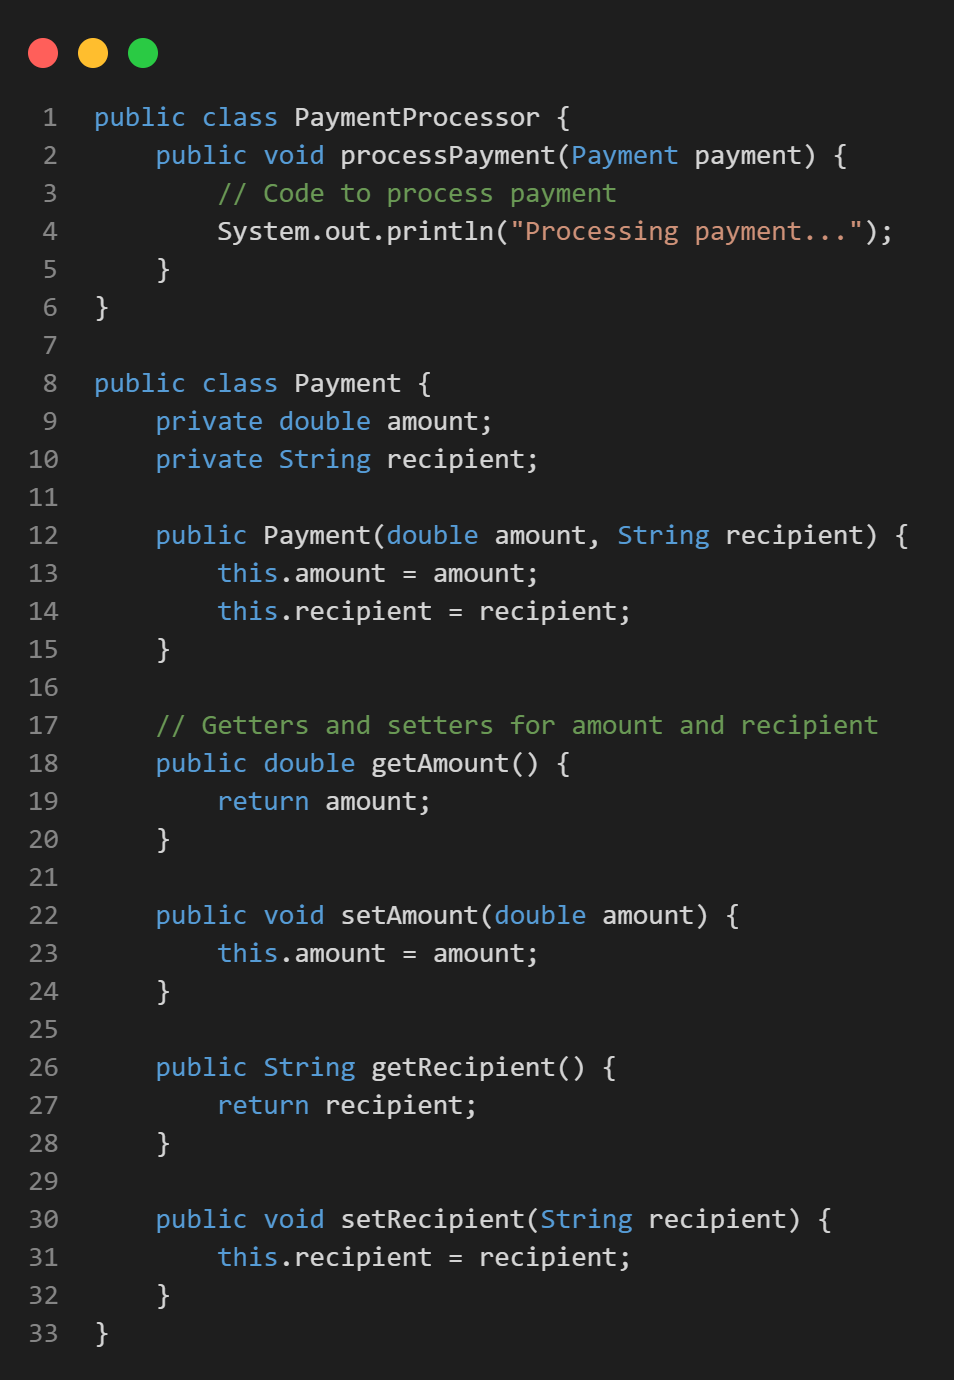 1 public class PaymentProcessor {
2     public void processPayment(Payment payment) {
3         // Code to process payment
4         System.out.println("Processing payment...");
5     }
6 }
7
8 public class Payment {
9     private double amount;
10     private String recipient;
11
12     public Payment(double amount, String recipient) {
13         this.amount = amount;
14         this.recipient = recipient;
15     }
16
17     // Getters and setters for amount and recipient
18     public double getAmount() {
19         return amount;
20     }
21
22     public void setAmount(double amount) {
23         this.amount = amount;
24     }
25
26     public String getRecipient() {
27         return recipient;
28     }
29
30     public void setRecipient(String recipient) {
31         this.recipient = recipient;
32     }
33 }